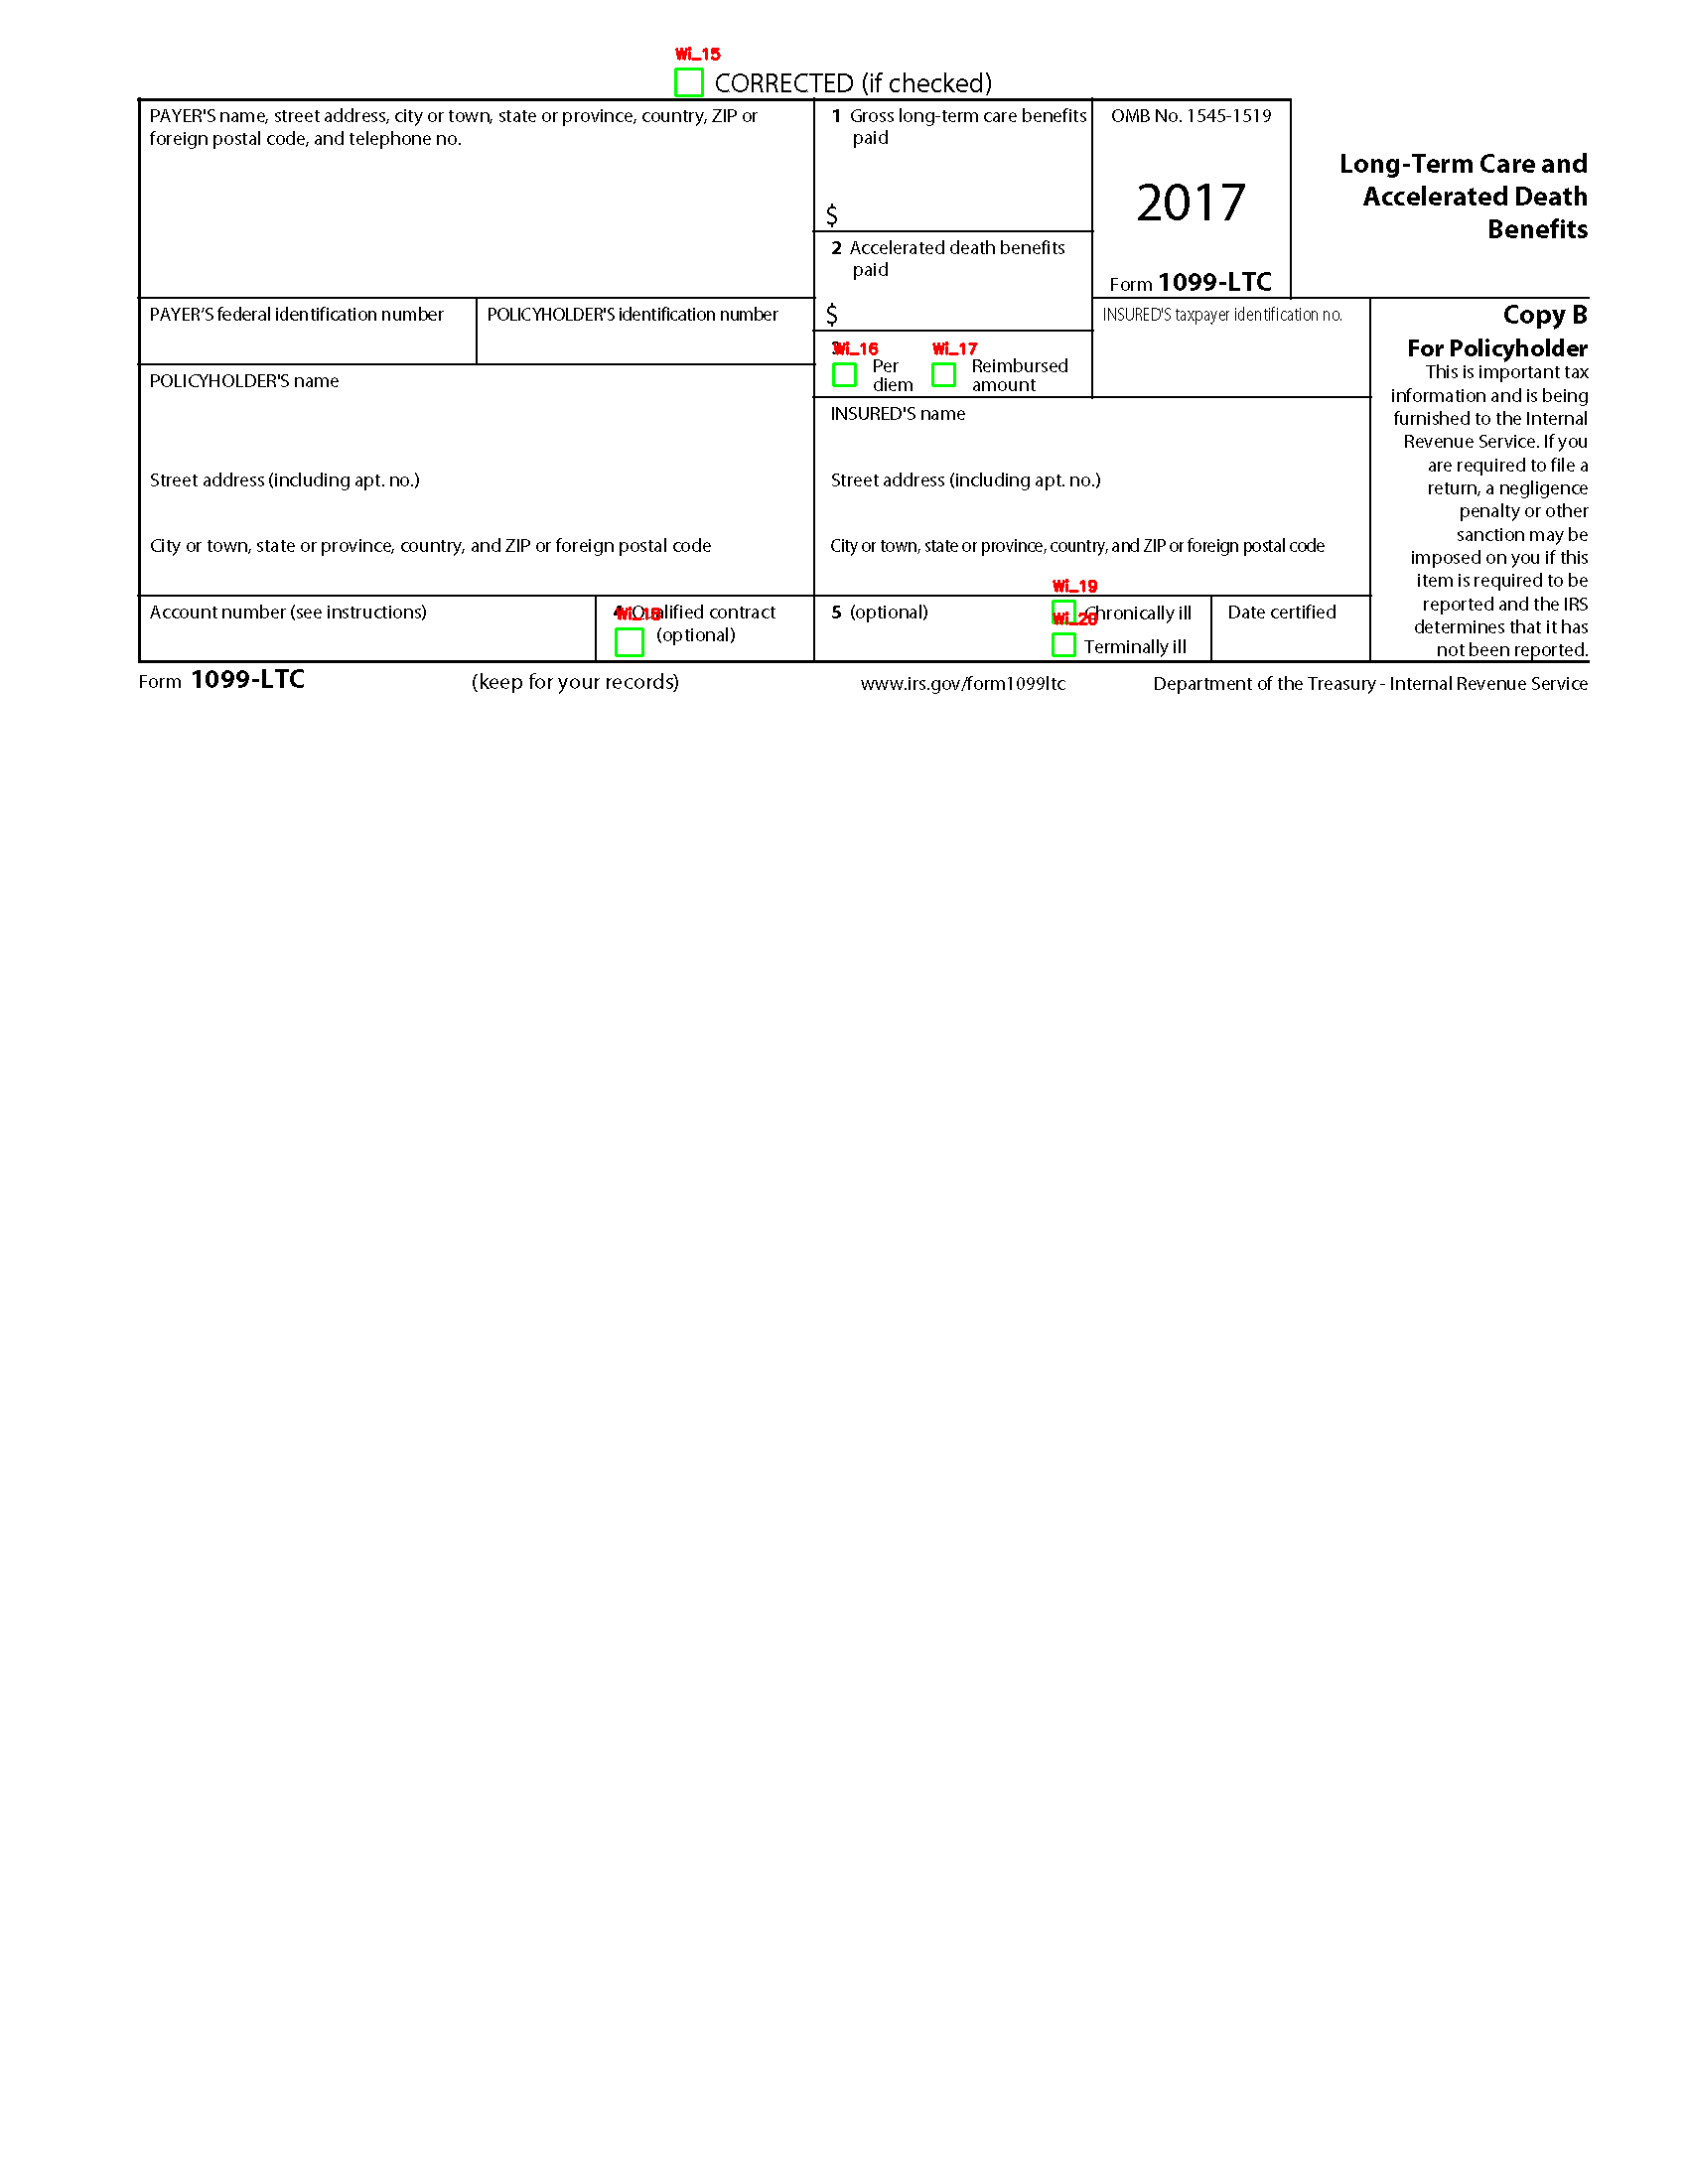 Wi_15
CORRECTED (if checked)
PAYER'S name, street address, city or town, state or province, country, ZIP or
foreign postal code, and telephone no.
1 Gross long-term care benefits
paid
$
2 Accelerated death benefits
paid
$
OMB No. 1545-1519
2017
Form 1099-LTC
Long-Term Care and
Accelerated Death
Benefits
PAYER'S federal identification number
POLICYHOLDER'S identification number
3
Wi_16
Per
diem
Wi_17
Reimbursed
amount
INSURED'S taxpayer identification no.
Copy B
For Policyholder
This is important tax
information and is being
furnished to the Internal
Revenue Service. If you
are required to file a
return, a negligence
penalty or other
sanction may be
imposed on you if this
item is required to be
reported and the IRS
determines that it has
not been reported.
POLICYHOLDER'S name
Street address (including apt. no.)
City or town, state or province, country, and ZIP or foreign postal code
INSURED'S name
Street address (including apt. no.)
City or town, state or province, country, and ZIP or foreign postal code
Account number (see instructions)
4 Qualified contract
(optional)
Wi_18
5 (optional)
Wi_19
Chronically ill
Wi_20
Terminally ill
Date certified
Form 1099-LTC
(keep for your records)
www.irs.gov/form1099ltc
Department of the Treasury - Internal Revenue Service